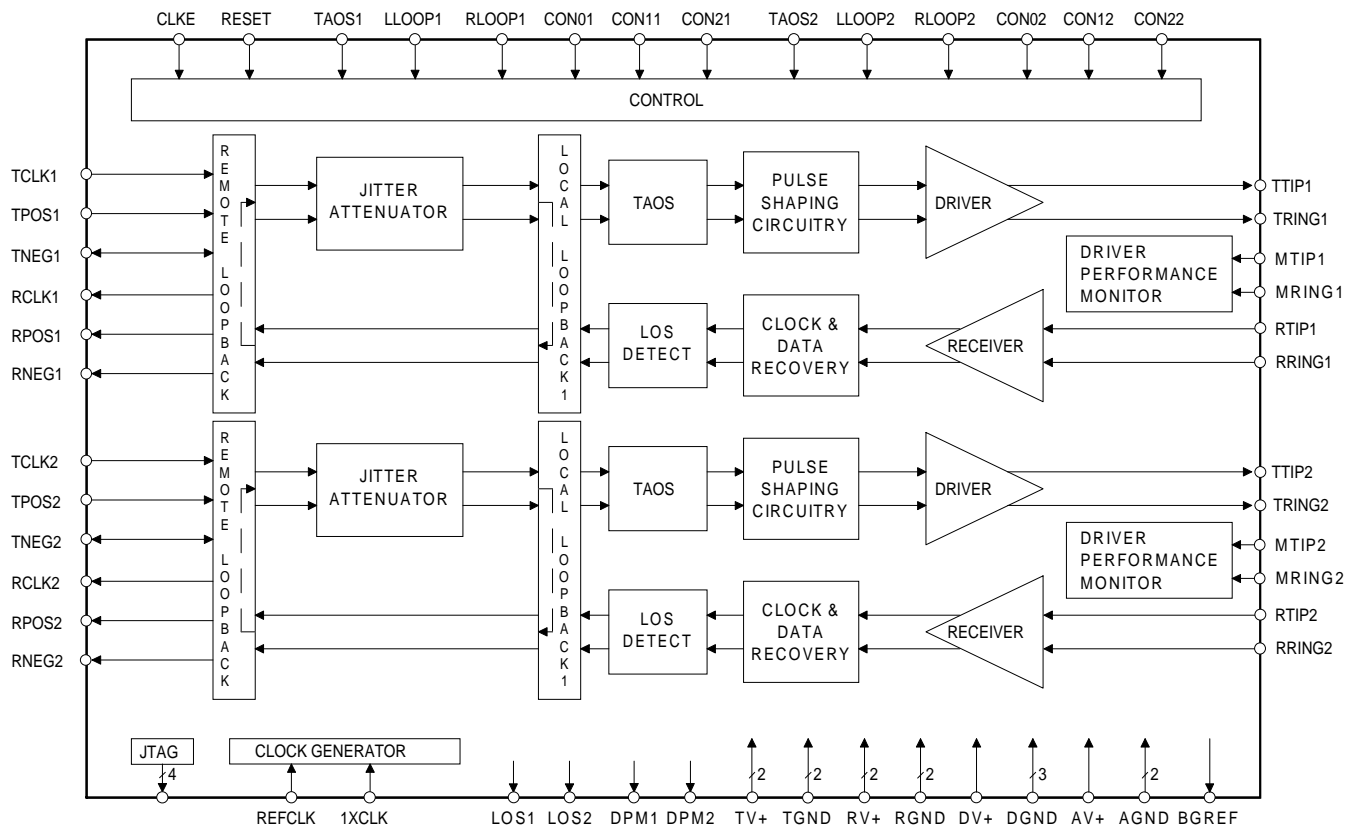 CLKE RESET TAOS1 LLOOP1 RLOOP1 CON01 CON11 CON21 TAOS2 LLOOP2 RLOOP2 CON02 CON12 CON22
CONTROL
TCLK1
TPOS1
TNEG1
RCLK1
RPOS1
RNEG1
REMOTE LOOPBACK
JITTER
ATTENUATOR
LOCAL LOOPBACK1
TAOS
PULSE
SHAPING
CIRCUITRY
DRIVER
LOS
DETECT
CLOCK &
DATA
RECOVERY
RECEIVER
DRIVER
PERFORMANCE
MONITOR
TTIP1
TRING1
MTIP1
MRING1
RTIP1
RRING1
TCLK2
TPOS2
TNEG2
RCLK2
RPOS2
RNEG2
REMOTE LOOPBACK
JITTER
ATTENUATOR
LOCAL LOOPBACK1
TAOS
PULSE
SHAPING
CIRCUITRY
DRIVER
LOS
DETECT
CLOCK &
DATA
RECOVERY
RECEIVER
DRIVER
PERFORMANCE
MONITOR
TTIP2
TRING2
MTIP2
MRING2
RTIP2
RRING2
JTAG
CLOCK GENERATOR
4 2 2 2 2 3 2
REFCLK 1XCLK LOS1 LOS2 DPM1 DPM2 TV+ TGND RV+ RGND DV+ DGND AV+ AGND BGREF